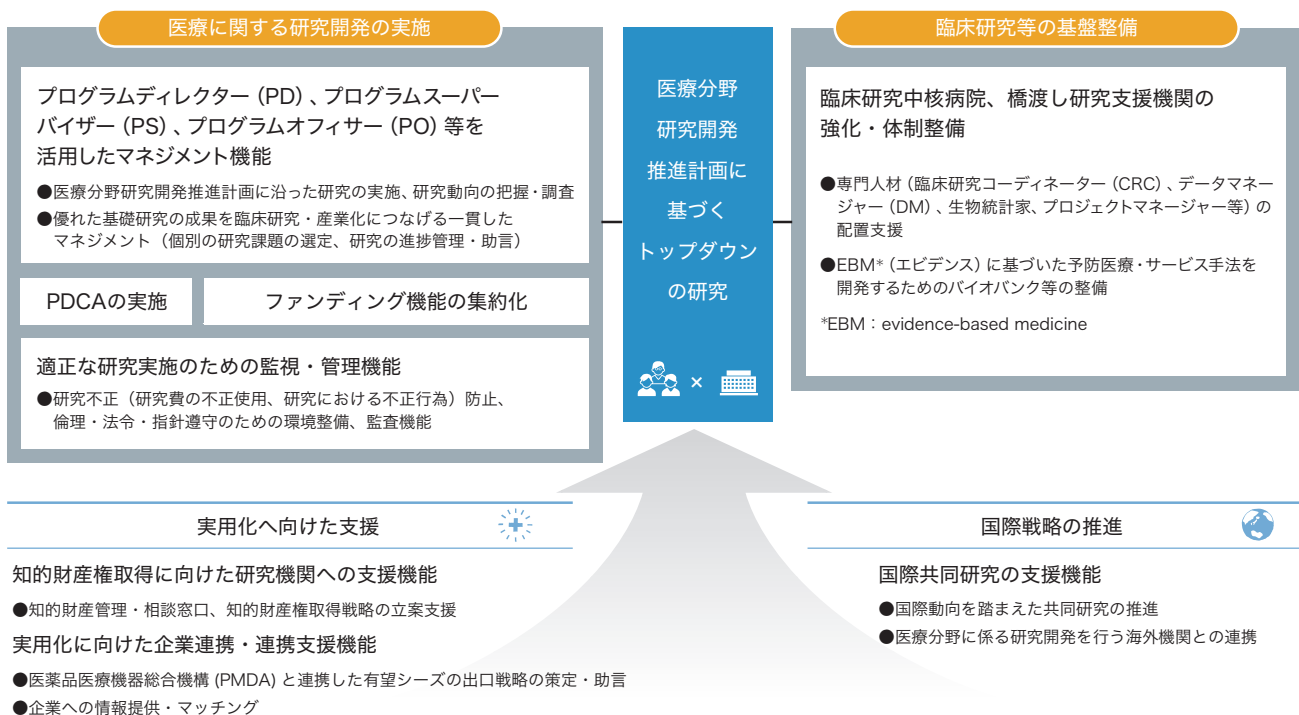 医療に関する研究開発の実施
プログラムディレクター（PD）、プログラムスーパー
バイザー（PS）、プログラムオフィサー（PO）等を
活用したマネジメント機能
●医療分野研究開発推進計画に沿った研究の実施、研究動向の把握・調査
●優れた基礎研究の成果を臨床研究・産業化につなげる一貫した
マネジメント（個別の研究課題の選定、研究の進捗管理・助言）
PDCAの実施
ファンディング機能の集約化
適正な研究実施のための監視・管理機能
●研究不正（研究費の不正使用、研究における不正行為）防止、
倫理・法令・指針遵守のための環境整備、監査機能
医療分野
研究開発
推進計画に
基づく
トップダウン
の研究
×
臨床研究等の基盤整備
臨床研究中核病院、橋渡し研究支援機関の
強化・体制整備
●専門人材（臨床研究コーディネーター（CRC）、データマネー
ジャー（DM）、生物統計家、プロジェクトマネージャー等）の
配置支援
●EBM*（エビデンス）に基づいた予防医療・サービス手法を
開発するためのバイオバンク等の整備
*EBM：evidence-based medicine
実用化へ向けた支援
知的財産権取得に向けた研究機関への支援機能
●知的財産管理・相談窓口、知的財産権取得戦略の立案支援
実用化に向けた企業連携・連携支援機能
●医薬品医療機器総合機構 (PMDA) と連携した有望シーズの出口戦略の策定・助言
●企業への情報提供・マッチング
国際戦略の推進
国際共同研究の支援機能
●国際動向を踏まえた共同研究の推進
●医療分野に係る研究開発を行う海外機関との連携